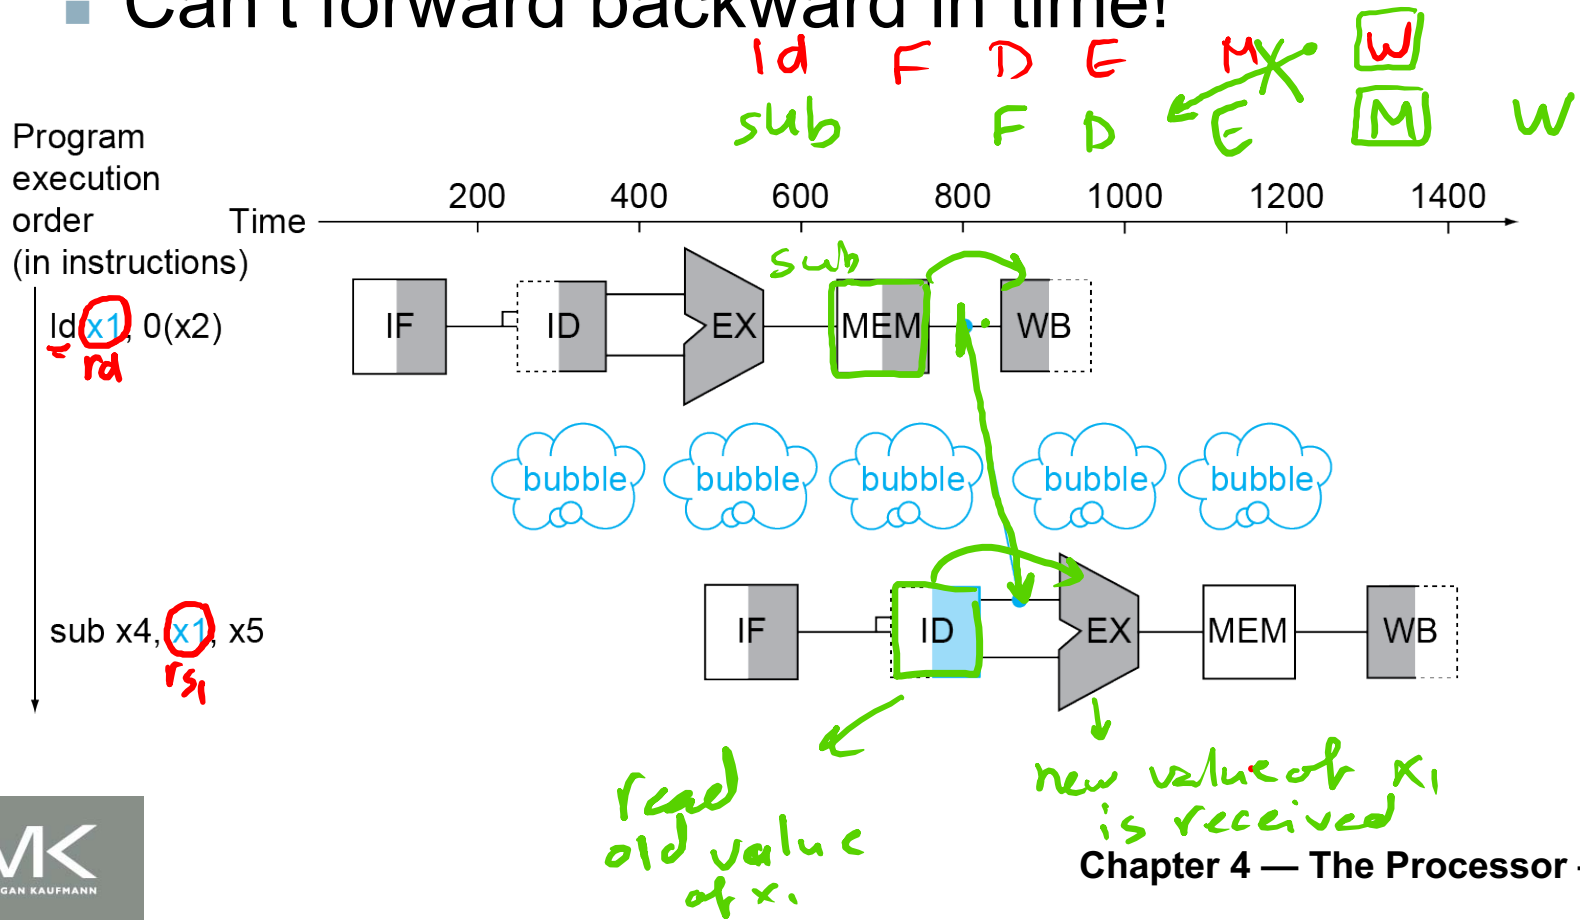 Can't forward backward in time!
ld F D E M W
sub F D E M W
Program
execution
order
(in instructions)
Time
200 400 600 800 1000 1200 1400
sub
ld x1, 0(x2)
rd
IF ID EX MEM WB
bubble bubble bubble bubble bubble
sub x4, x1, x5
rs1
IF ID EX MEM WB
read
old value
of x1
new value of x1
is received
MK
GAN KAUFMANN
Chapter 4 — The Processor